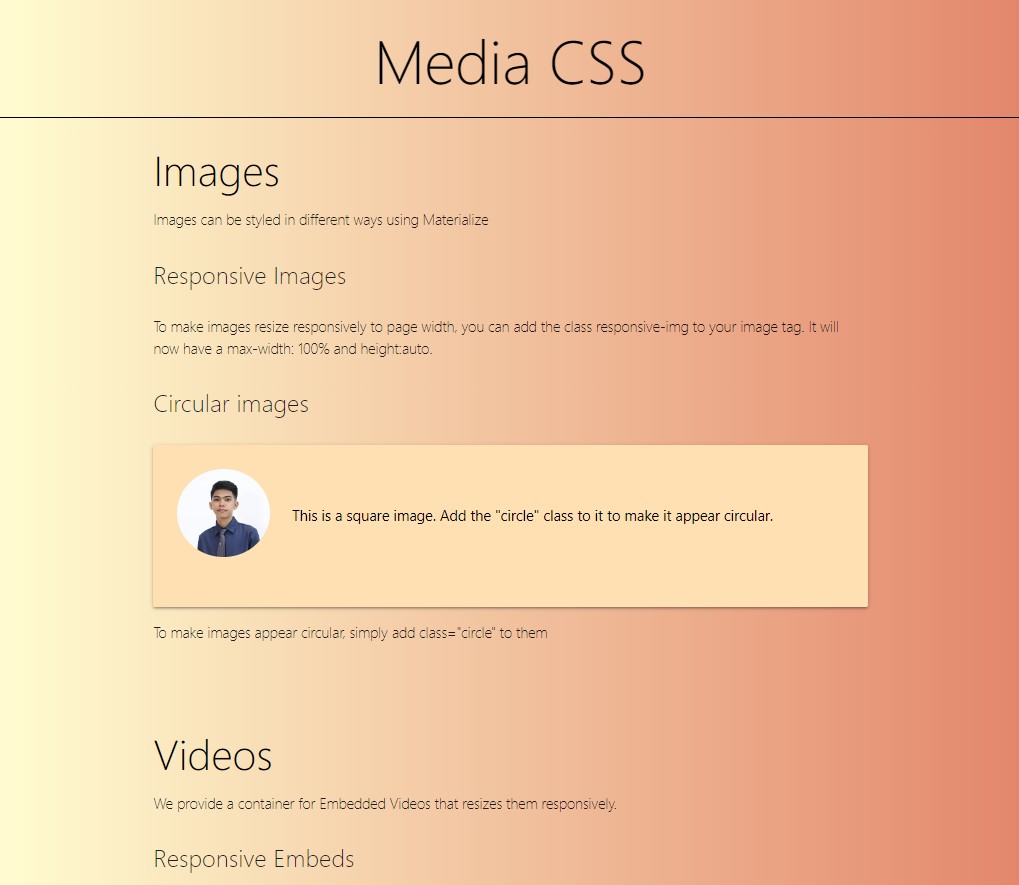 Media CSS
Images
Images can be styled in different ways using Materialize
Responsive Images
To make images resize responsively to page width, you can add the class responsive-img to your image tag. It will
now have a max-width: 100% and height:auto.
Circular images
This is a square image. Add the "circle" class to it to make it appear circular.
To make images appear circular, simply add class="circle" to them
Videos
We provide a container for Embedded Videos that resizes them responsively.
Responsive Embeds